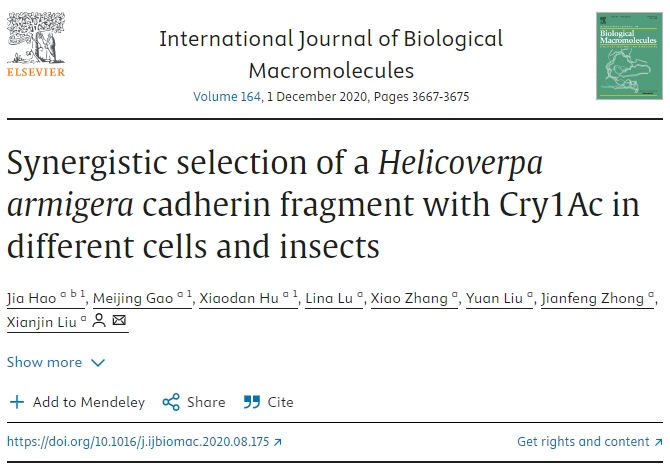 International Journal of Biological
Macromolecules
Volume 164, 1 December 2020, Pages 3667-3675
ELSEVIER
Biological
Macromolecules
Synergistic selection of a Helicoverpa
armigera cadherin fragment with Cry1Ac in
different cells and insects
Jia Hao a b 1, Meijing Gao a 1, Xiaodan Hu a 1, Lina Lu a, Xiao Zhang a, Yuan Liu a, Jianfeng Zhong a,
Xianjin Liu a
Show more
Add to Mendeley Share Cite
https://doi.org/10.1016/j.ijbiomac.2020.08.175
Get rights and content